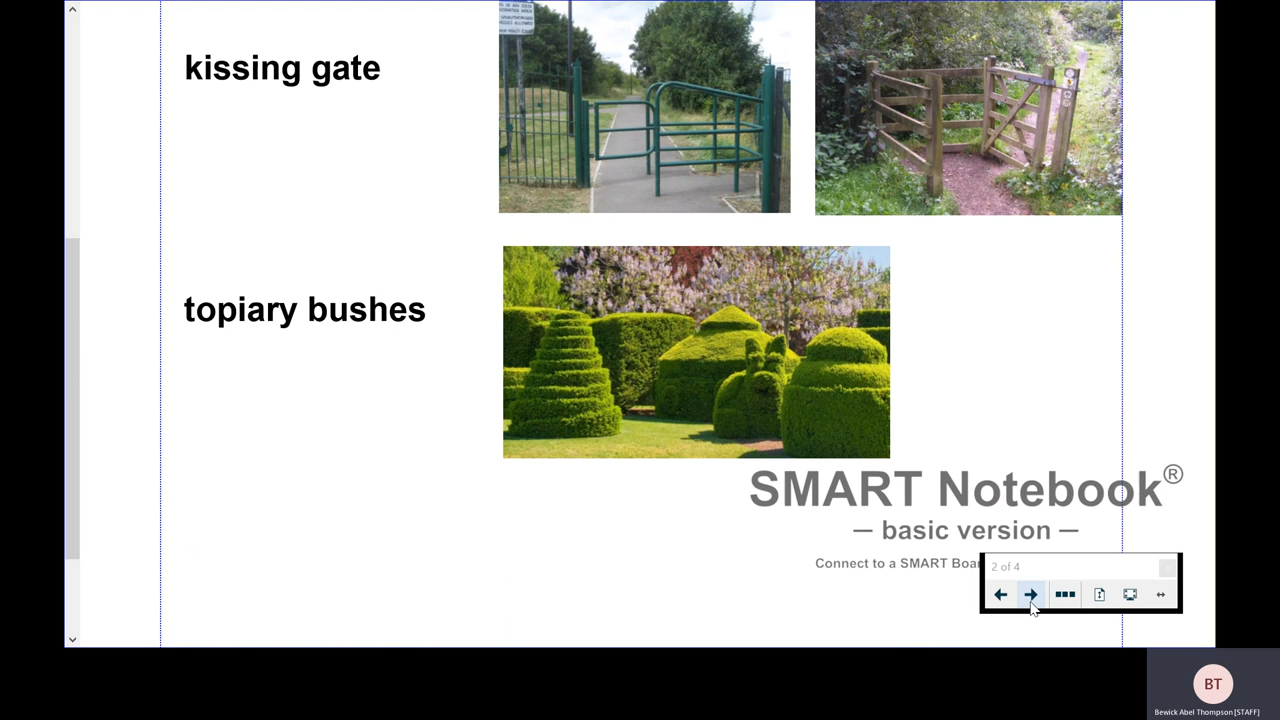 kissing gate
topiary bushes
SMART Notebook®
— basic version —
Connect to a SMART Boar
2 of 4
BT
Bewick Abel Thompson [STAFF]